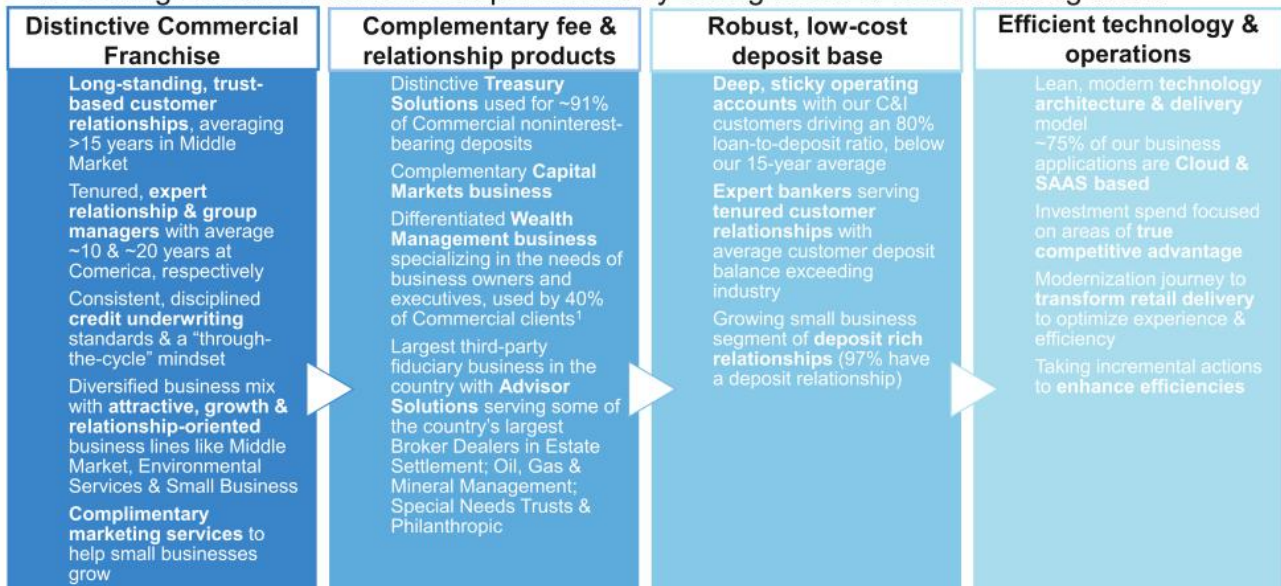 Distinctive Commercial
Franchise
Long-standing, trust-
based customer
relationships, averaging
>15 years in Middle
Market
Tenured, expert
relationship & group
managers with average
~10 & ~20 years at
Comerica, respectively
Consistent, disciplined
credit underwriting
standards & a "through-
the-cycle" mindset
Diversified business mix
with attractive, growth &
relationship-oriented
business lines like Middle
Market, Environmental
Services & Small Business
Complimentary
marketing services to
help small businesses
grow
Complementary fee &
relationship products
Distinctive Treasury
Solutions used for ~91%
of Commercial noninterest-
bearing deposits
Complementary Capital
Markets business
Differentiated Wealth
Management business
specializing in the needs of
business owners and
executives, used by 40%
of Commercial clients¹
Largest third-party
fiduciary business in the
country with Advisor
Solutions serving some of
the country's largest
Broker Dealers in Estate
Settlement; Oil, Gas &
Mineral Management;
Special Needs Trusts &
Philanthropic
Robust, low-cost
deposit base
Deep, sticky operating
accounts with our C&I
customers driving an 80%
loan-to-deposit ratio, below
our 15-year average
Expert bankers serving
tenured customer
relationships with
average customer deposit
balance exceeding
industry
Growing small business
segment of deposit rich
relationships (97% have
a deposit relationship)
Efficient technology &
operations
Lean, modern technology
architecture & delivery
model
~75% of our business
applications are Cloud &
SAAS based
Investment spend focused
on areas of true
competitive advantage
Modernization journey to
transform retail delivery
to optimize experience &
efficiency
Taking incremental actions
to enhance efficiencies